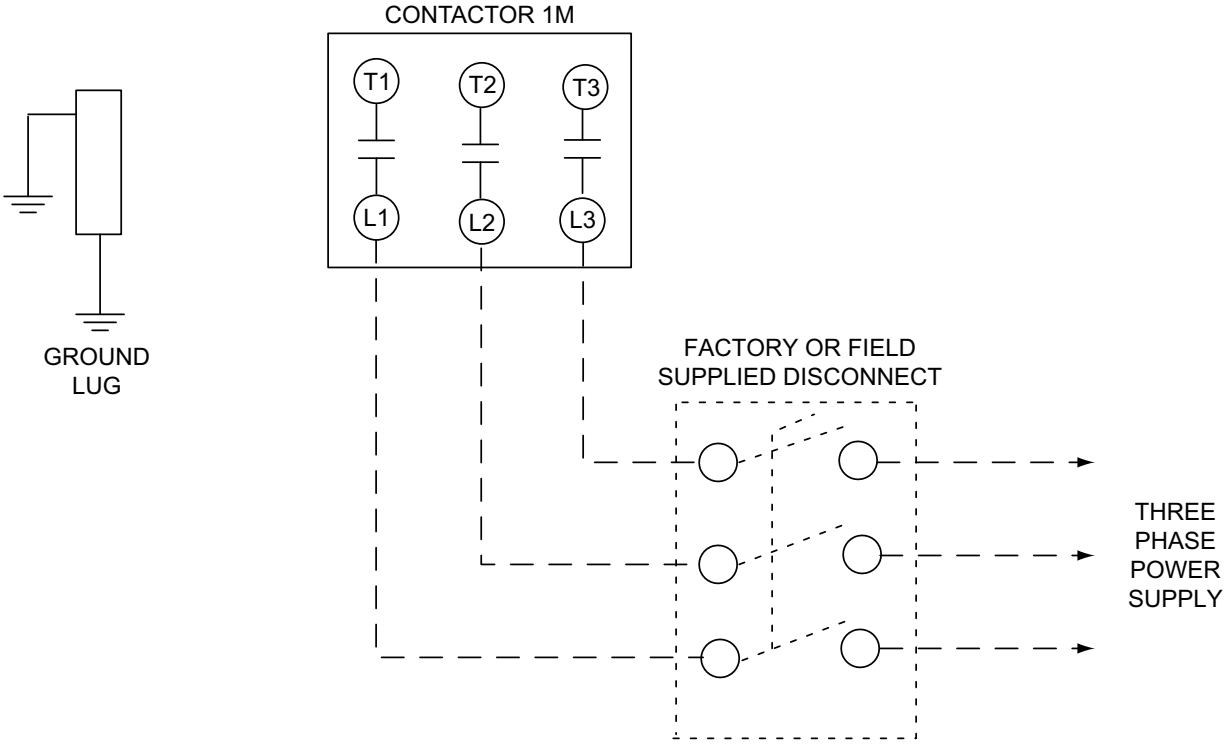 CONTACTOR 1M
T1
T2
T3
L1
L2
L3
GROUND
LUG
FACTORY OR FIELD
SUPPLIED DISCONNECT
THREE
PHASE
POWER
SUPPLY